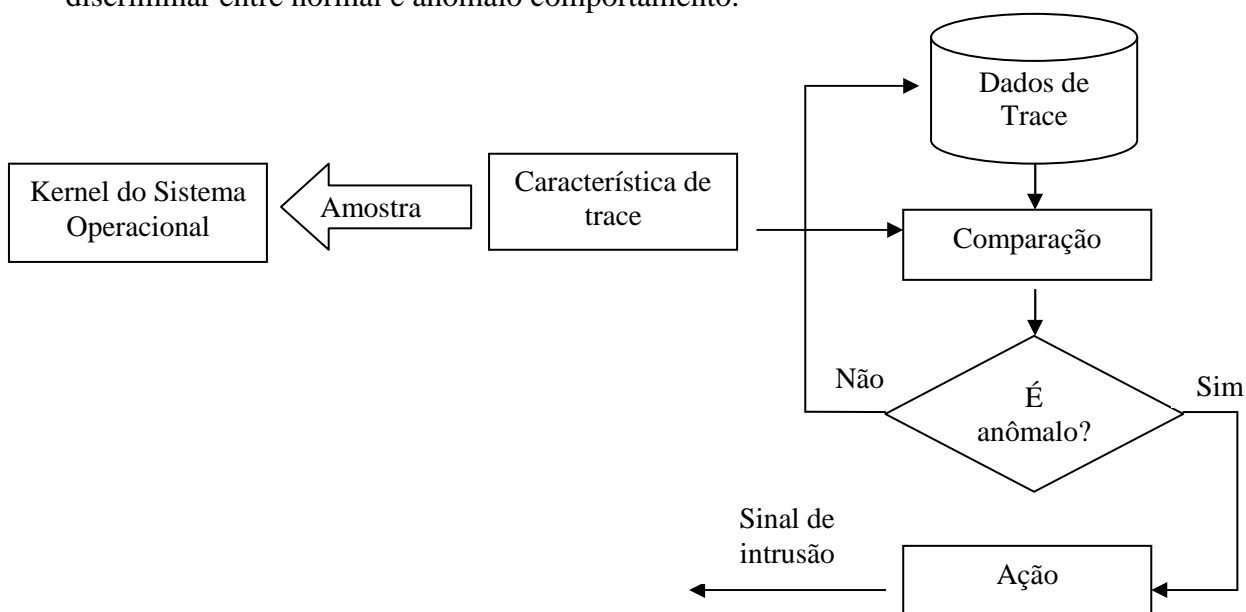 discriminar entre normal e anômalo comportamento.
Dados de
Trace
Kernel do Sistema
Operacional
Amostra
Característica de
trace
Comparação
Não
É
anômalo?
Sim
Sinal de
intrusão
Ação